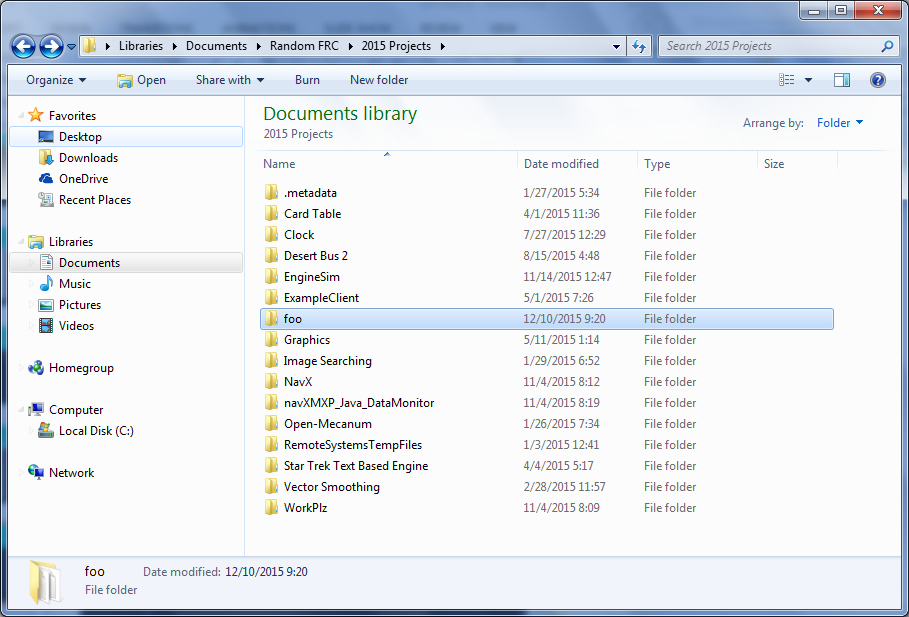 Libraries Documents Random FRC 2015 Projects Search 2015 Projects
Organize Open Share with Burn New folder
Favorites
Desktop
Downloads
OneDrive
Recent Places
Libraries
Documents
Music
Pictures
Videos
Homegroup
Computer
Local Disk (C:)
Network
Documents library
2015 Projects
Arrange by: Folder
Name Date modified Type Size
.metadata 1/27/2015 5:34 File folder
Card Table 4/1/2015 11:36 File folder
Clock 7/27/2015 12:29 File folder
Desert Bus 2 8/15/2015 4:48 File folder
EngineSim 11/14/2015 12:47 File folder
ExampleClient 5/1/2015 7:26 File folder
foo 12/10/2015 9:20 File folder
Graphics 5/11/2015 1:14 File folder
Image Searching 1/29/2015 6:52 File folder
NavX 11/4/2015 8:12 File folder
navXMXP_Java_DataMonitor 11/4/2015 8:19 File folder
Open-Mecanum 1/26/2015 7:34 File folder
RemoteSystemsTempFiles 1/3/2015 12:41 File folder
Star Trek Text Based Engine 4/4/2015 5:17 File folder
Vector Smoothing 2/28/2015 11:57 File folder
WorkPlz 11/4/2015 8:09 File folder
foo Date modified: 12/10/2015 9:20
File folder